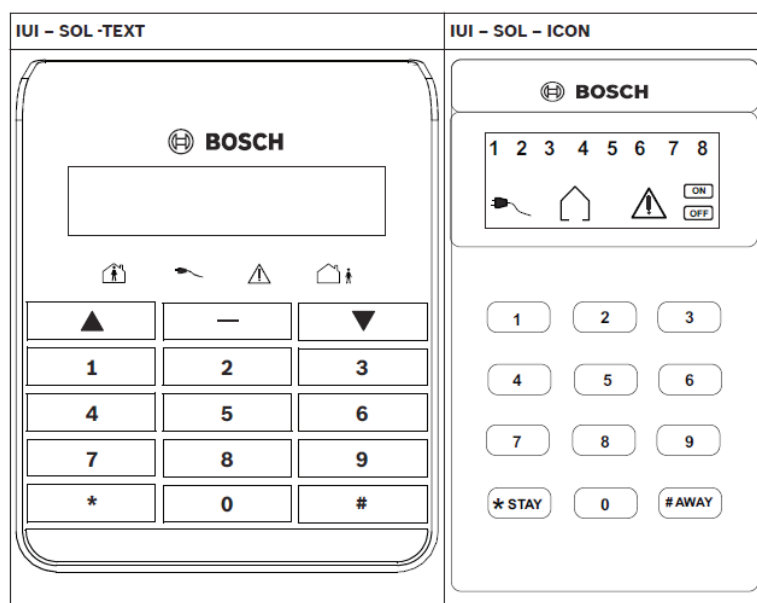 IUI – SOL -TEXT
BOSCH
▲ — ▼
1 2 3
4 5 6
7 8 9
* 0 #
IUI – SOL – ICON
BOSCH
1 2 3 4 5 6 7 8
ON
OFF
1 2 3
4 5 6
7 8 9
* STAY 0 # AWAY